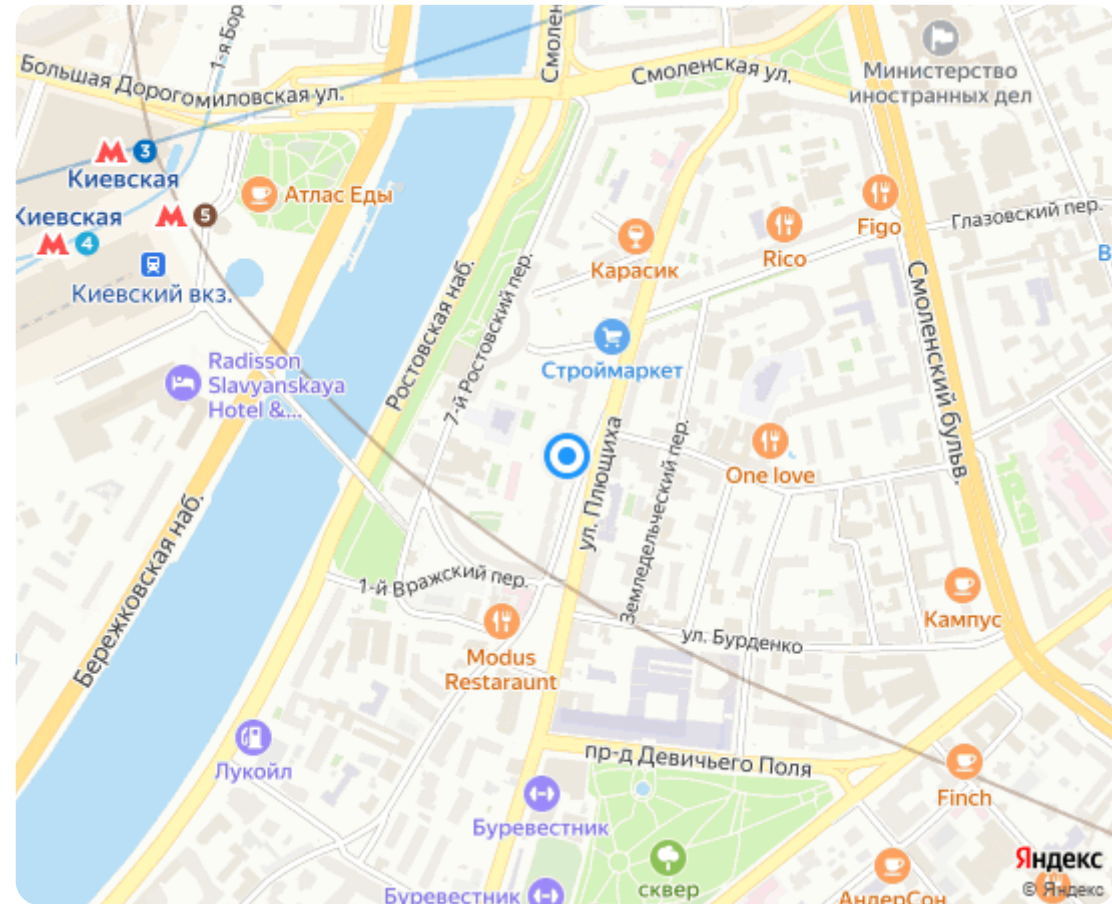 1-я Бор
Смолен
Большая Дорогомиловская ул.
Смоленская ул.
Министерство
иностранных дел
М 3
Киевская
Киевская
М 5
М 4
Киевский вкз.
Атлас Еды
Карасик
Rico
Figo
Глазовский пер.
В
Radisson
Slavyanskaya
Hotel &...
Ростовская наб.
7-й Ростовский пер.
Строймаркет
Смоленский бульв.
One love
ул. Плющиха
Земледельческий пер.
Бережковская наб.
1-й Вражский пер.
Modus
Restaraunt
ул. Бурденко
Кампус
Лукойл
пр-д Девичьего Поля
Finch
Буревестник
сквер
Буревестник
АндерСон
Яндекс
© Яндекс